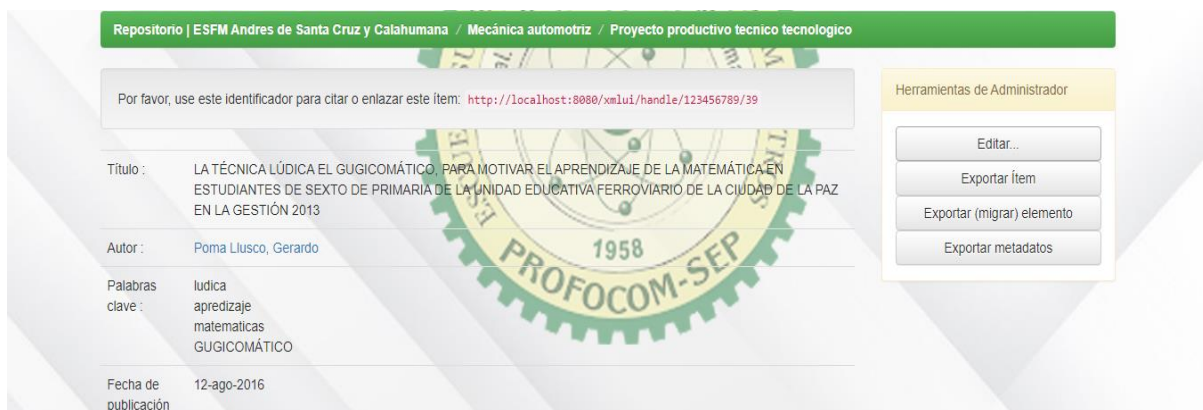 Repositorio | ESFM Andres de Santa Cruz y Calahumana / Mecánica automotriz / Proyecto productivo tecnico tecnologico
Por favor, use este identificador para citar o enlazar este ítem: http://localhost:8080/xmlui/handle/123456789/39
Título : LA TÉCNICA LÚDICA EL GUGICOMÁTICO, PARA MOTIVAR EL APRENDIZAJE DE LA MATEMÁTICA EN
ESTUDIANTES DE SEXTO DE PRIMARIA DE LA UNIDAD EDUCATIVA FERROVIARIO DE LA CIUDAD DE LA PAZ
EN LA GESTIÓN 2013
Autor : Poma Llusco, Gerardo
Palabras clave : ludica
apredizaje
matematicas
GUGICOMÁTICO
Fecha de publicación 12-ago-2016
Herramientas de Administrador
Editar...
Exportar Ítem
Exportar (migrar) elemento
Exportar metadatos
1958
PROFOCOM-SEP